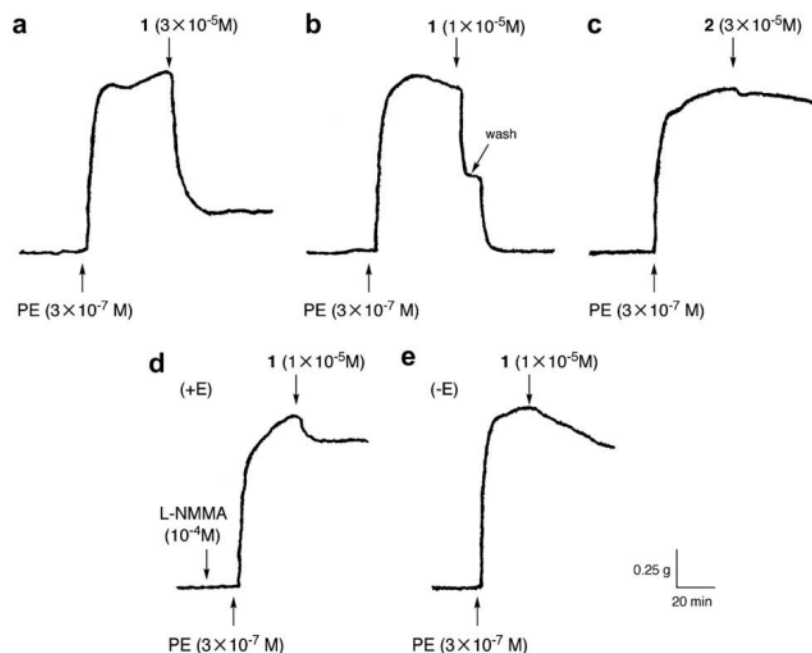 a
1 (3×10-5M)
PE (3×10-7 M)
b
1 (1×10-5M)
wash
PE (3×10-7 M)
c
2 (3×10-5M)
PE (3×10-7 M)
d
(+E)
1 (1×10-5M)
L-NMMA
(10-4M)
PE (3×10-7 M)
e
(-E)
1 (1×10-5M)
PE (3×10-7 M)
0.25 g
20 min